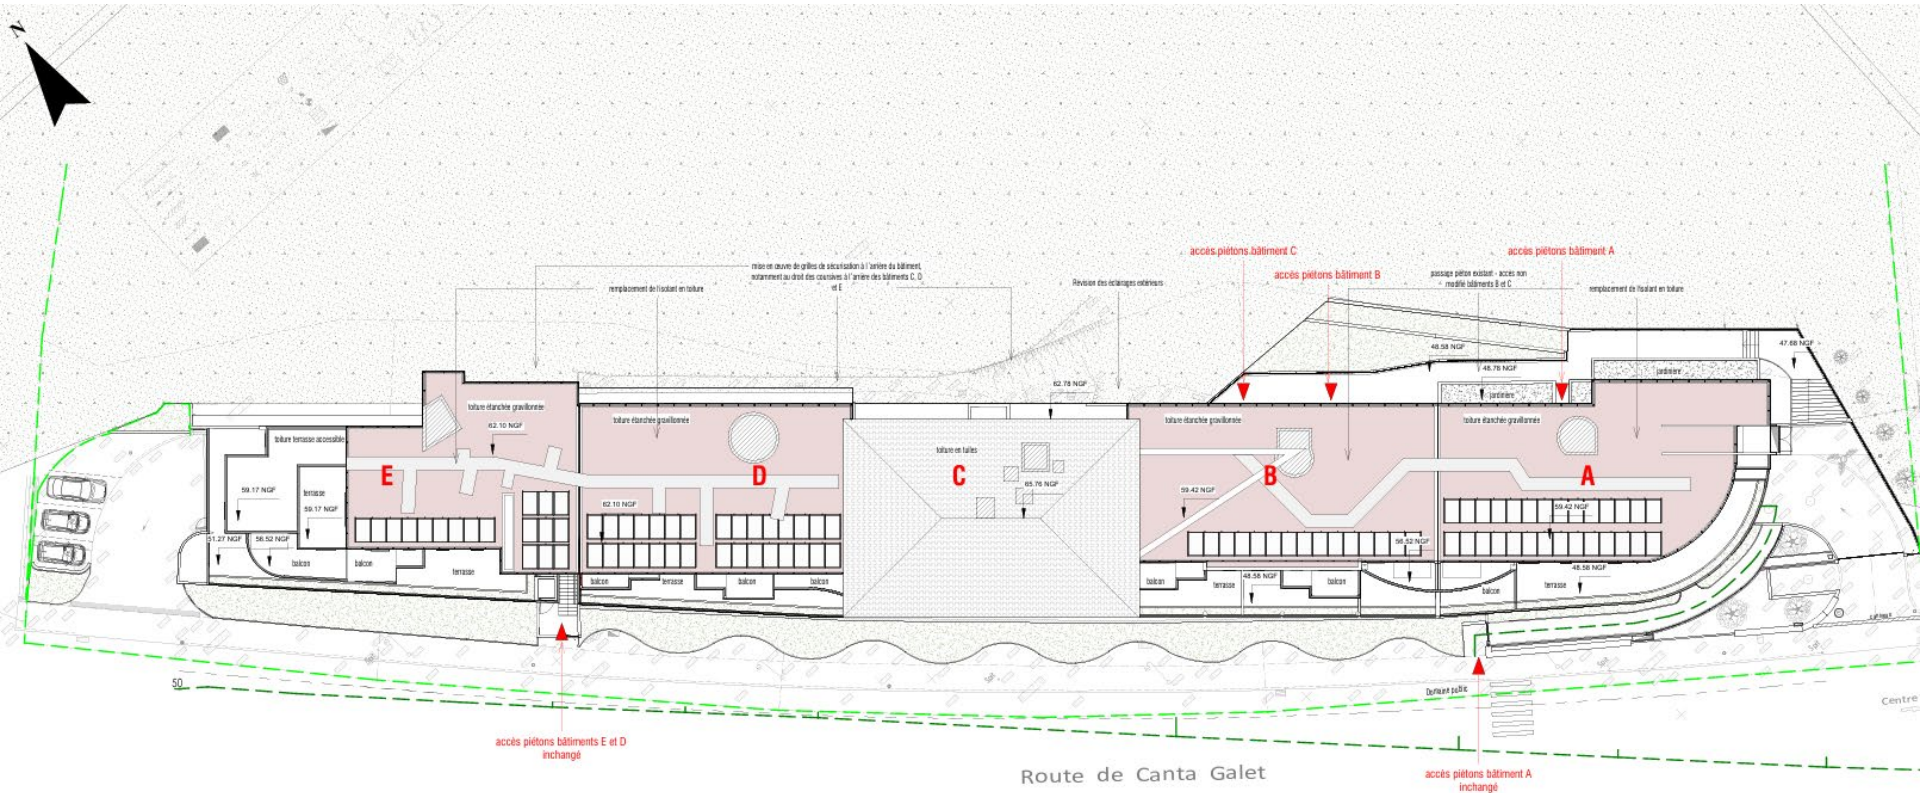 N
accès piétons bâtiment C
accès piétons bâtiment A
accès piétons bâtiment B
mise en œuvre de grilles de sécurisation à l'arrière du bâtiment,
notamment au droit des coursives à l'arrière des bâtiments C, D
et E
remplacement de l'isolant en toiture
Révision des éclairages extérieurs
passage piéton existant - accès non
modifié bâtiments B et C
remplacement de l'isolant en toiture
48.58 NGF
47.68 NGF
48.78 NGF
jardinière
62.78 NGF
jardinière
toiture étanchée gravillonnée
toiture étanchée gravillonnée
toiture étanchée gravillonnée
toiture étanchée gravillonnée
62.10 NGF
toiture terrasse accessible
toiture en tuiles
E
D
C
B
A
59.17 NGF
terrasse
59.17 NGF
62.10 NGF
65.76 NGF
59.42 NGF
59.42 NGF
51.27 NGF
56.52 NGF
56.52 NGF
balcon
balcon
terrasse
balcon
terrasse
balcon
balcon
balcon
terrasse
48.58 NGF
balcon
48.58 NGF
terrasse
balcon
50
Domaine public
Centre
accès piétons bâtiments E et D
inchangé
Route de Canta Galet
accès piétons bâtiment A
inchangé